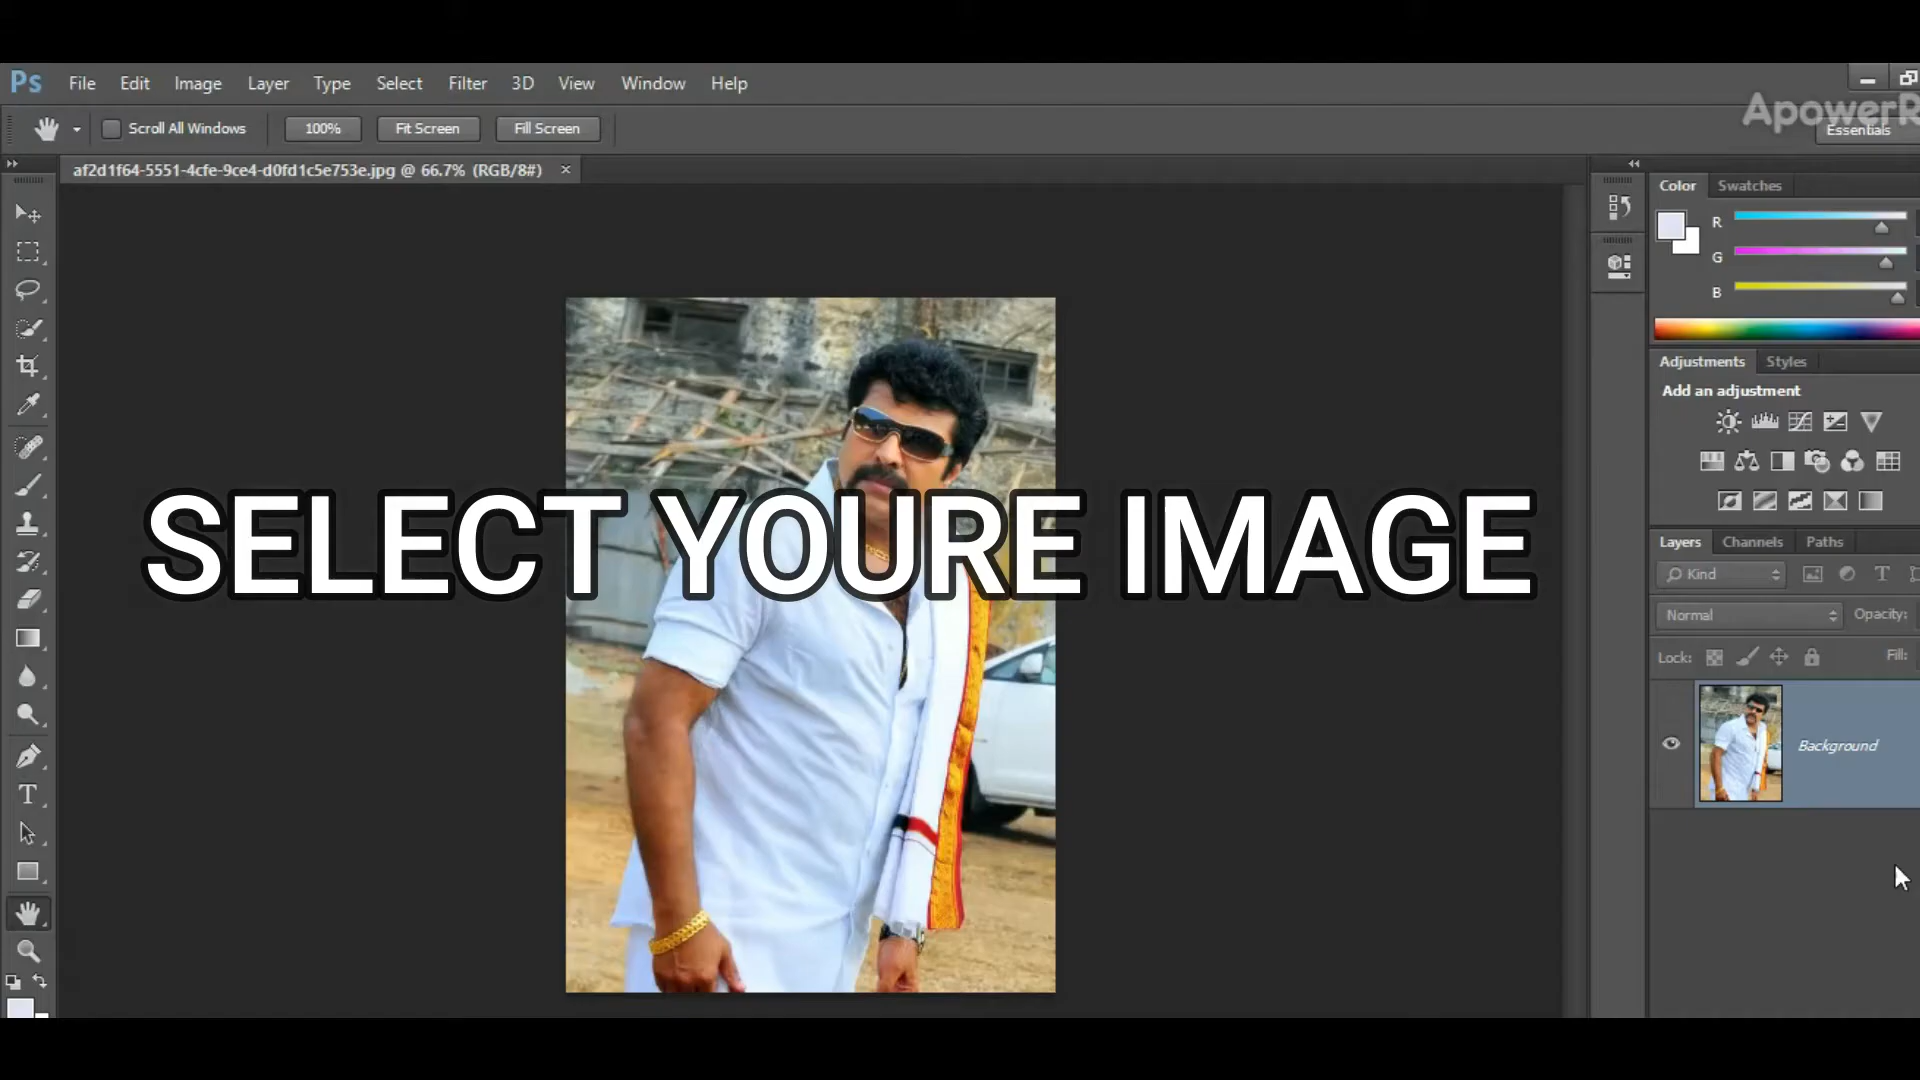 Ps File Edit Image Layer Type Select Filter 3D View Window Help
Scroll All Windows 100% Fit Screen Fill Screen
ApowerR
Essentials
af2d1f64-5551-4cfe-9ce4-d0fd1c5e753e.jpg @ 66.7% (RGB/8#) ×
Color Swatches
R
G
B
Adjustments Styles
Add an adjustment
SELECT YOURE IMAGE
Layers Channels Paths
Kind
Normal Opacity:
Lock: Fill:
Background